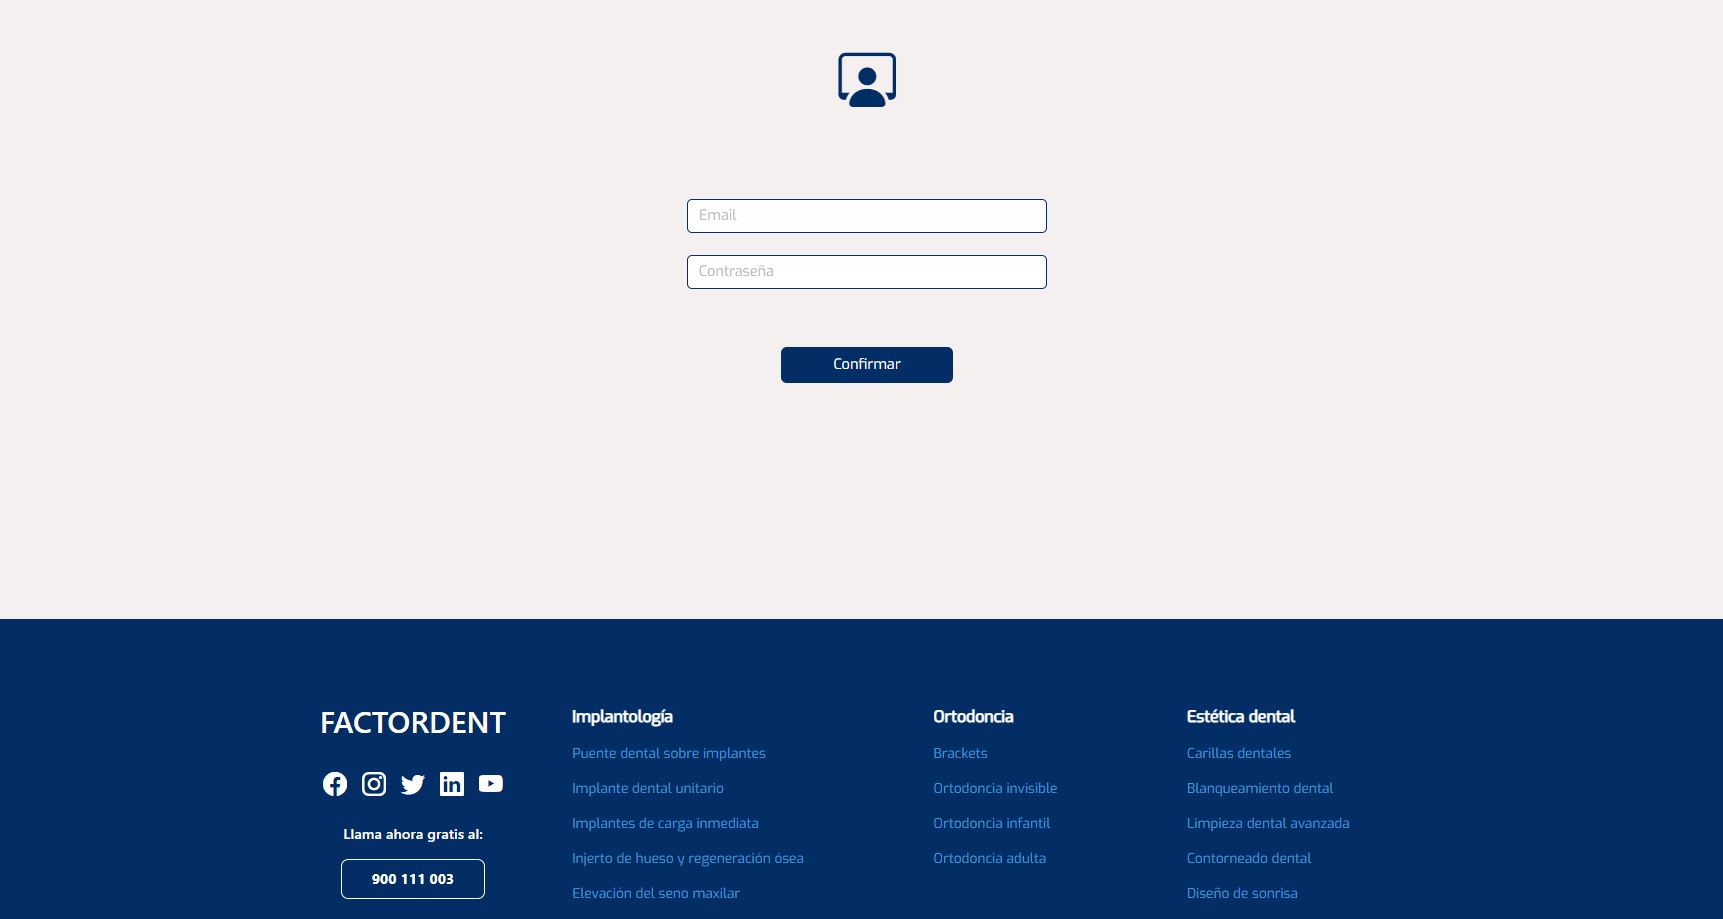 Email
Contraseña
Confirmar
FACTORDENT
Llama ahora gratis al:
900 111 003
Implantología
Puente dental sobre implantes
Implante dental unitario
Implantes de carga inmediata
Injerto de hueso y regeneración ósea
Elevación del seno maxilar
Ortodoncia
Brackets
Ortodoncia invisible
Ortodoncia infantil
Ortodoncia adulta
Estética dental
Carillas dentales
Blanqueamiento dental
Limpieza dental avanzada
Contorneado dental
Diseño de sonrisa